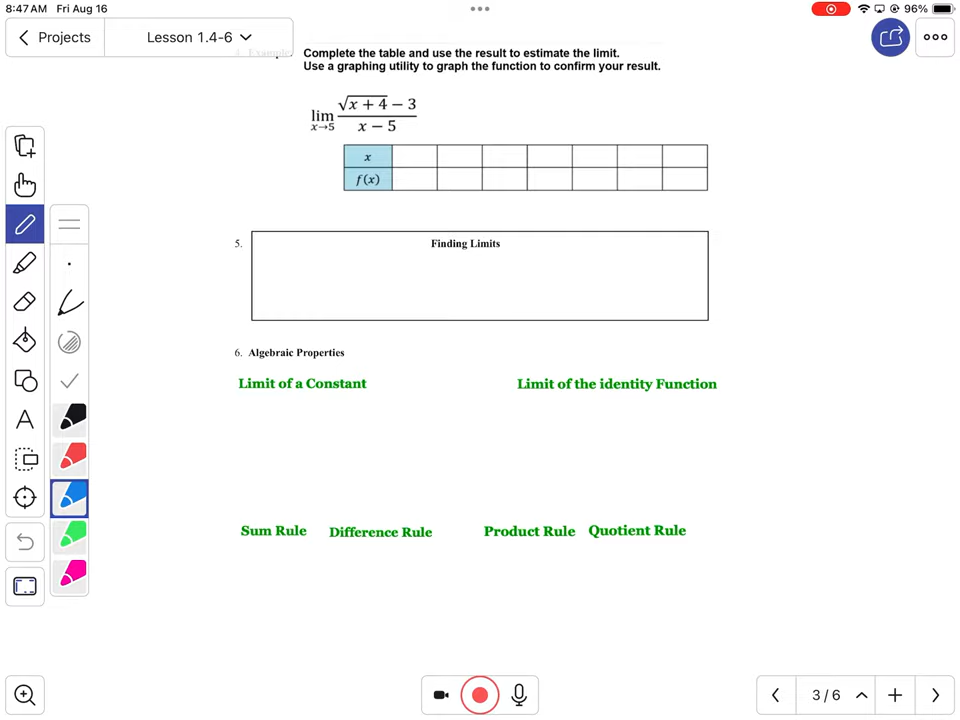 8:47 AM Fri Aug 16
96%
Projects
Lesson 1.4-6
4. Example: Complete the table and use the result to estimate the limit.
Use a graphing utility to graph the function to confirm your result.
lim x→5 (√x + 4 − 3)/(x − 5)
x
f(x)
5. Finding Limits
6. Algebraic Properties
Limit of a Constant Limit of the identity Function
Sum Rule Difference Rule Product Rule Quotient Rule
A
3 / 6